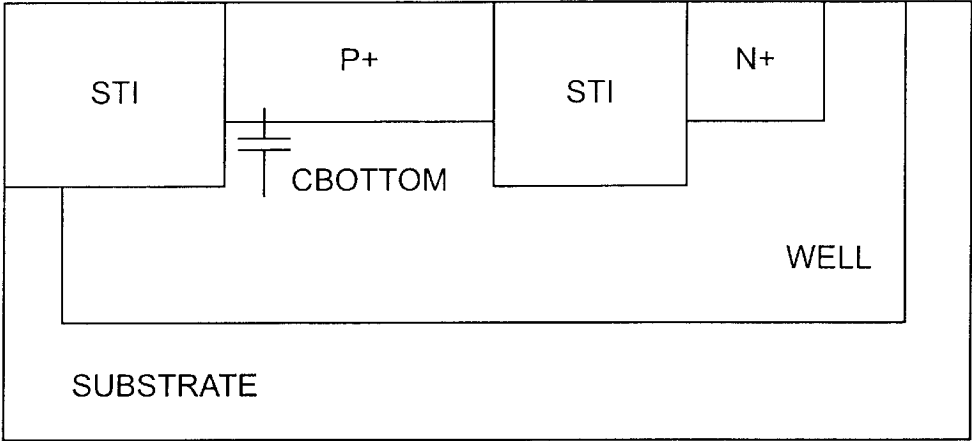 P+
N+
STI
STI
CBOTTOM
WELL
SUBSTRATE